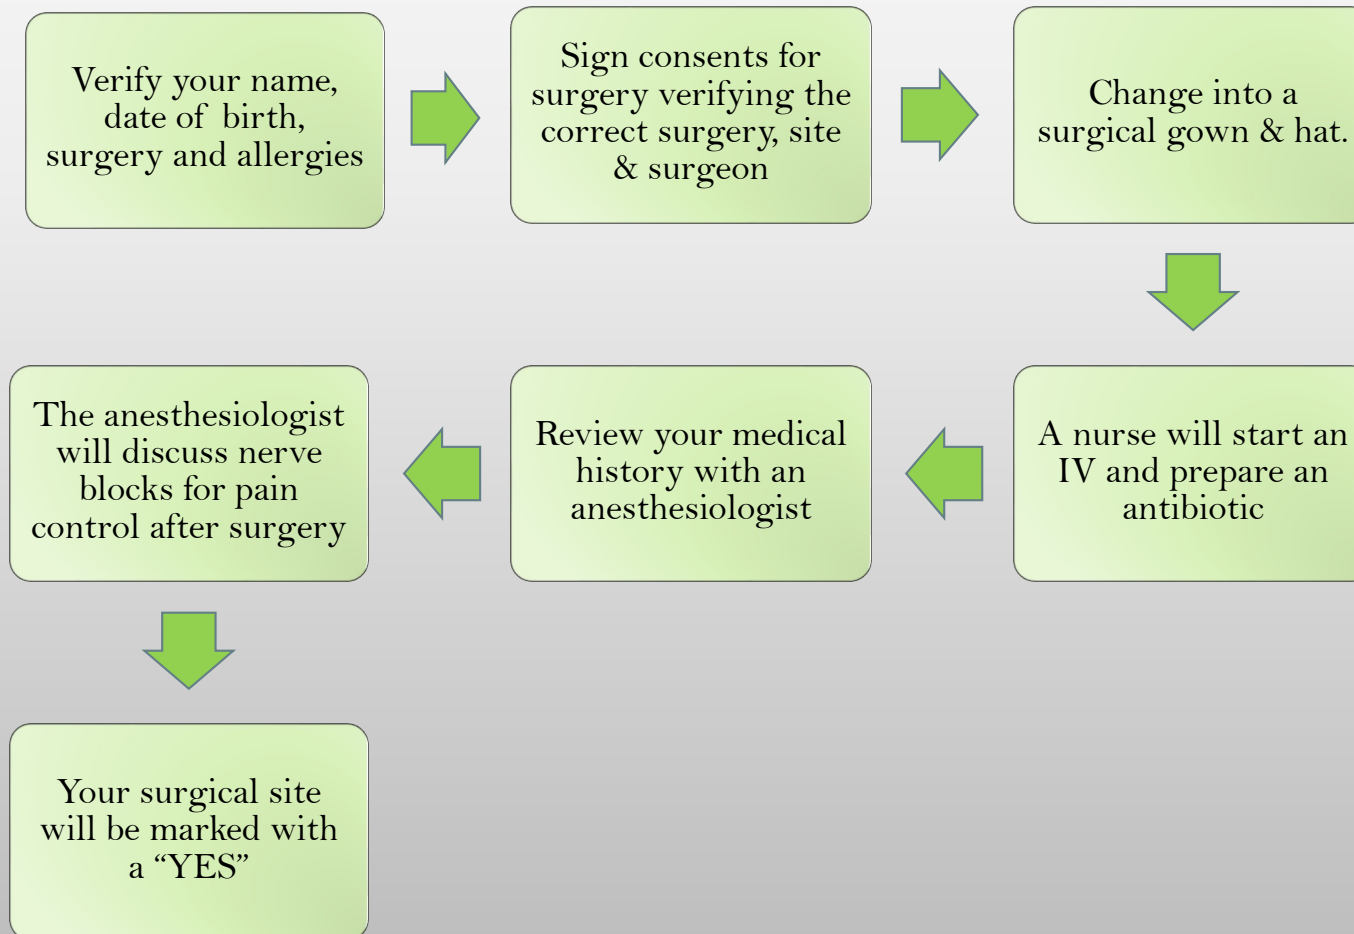 Verify your name,
date of birth,
surgery and allergies
Sign consents for
surgery verifying the
correct surgery, site
& surgeon
Change into a
surgical gown & hat.
A nurse will start an
IV and prepare an
antibiotic
Review your medical
history with an
anesthesiologist
The anesthesiologist
will discuss nerve
blocks for pain
control after surgery
Your surgical site
will be marked with
a “YES”